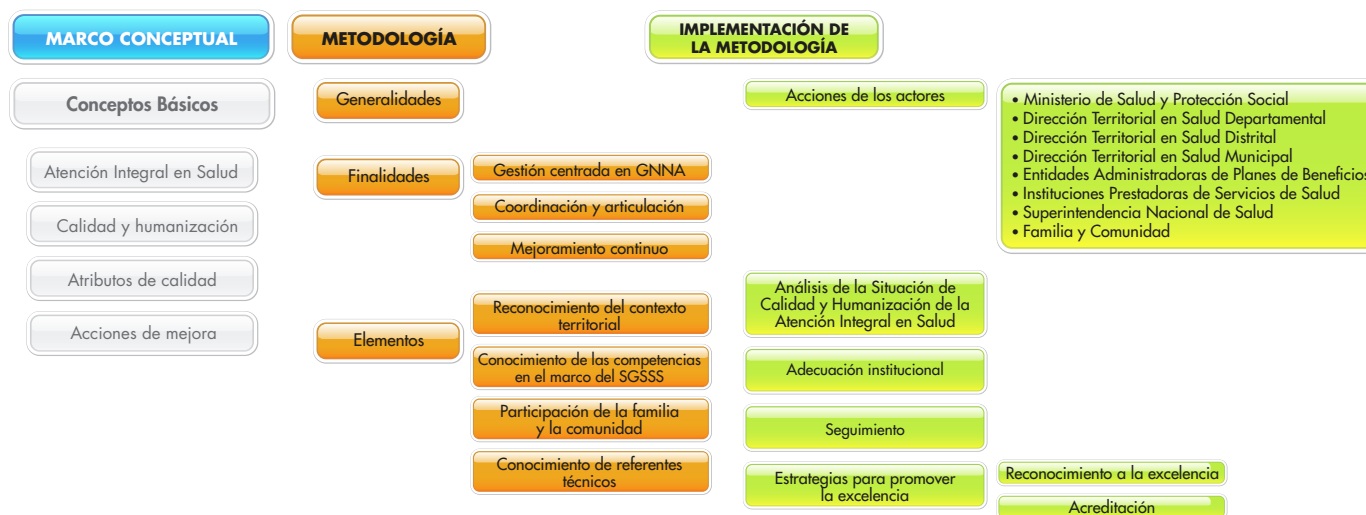 MARCO CONCEPTUAL
Conceptos Básicos
Atención Integral en Salud
Calidad y humanización
Atributos de calidad
Acciones de mejora
METODOLOGÍA
Generalidades
Finalidades
Gestión centrada en GNNA
Coordinación y articulación
Mejoramiento continuo
Elementos
Reconocimiento del contexto
territorial
Conocimiento de las competencias
en el marco del SGSSS
Participación de la familia
y la comunidad
Conocimiento de referentes
técnicos
IMPLEMENTACIÓN DE
LA METODOLOGÍA
Acciones de los actores
• Ministerio de Salud y Protección Social
• Dirección Territorial en Salud Departamental
• Dirección Territorial en Salud Distrital
• Dirección Territorial en Salud Municipal
• Entidades Administradoras de Planes de Beneficios
• Instituciones Prestadoras de Servicios de Salud
• Superintendencia Nacional de Salud
• Familia y Comunidad
Análisis de la Situación de
Calidad y Humanización de la
Atención Integral en Salud
Adecuación institucional
Seguimiento
Estrategias para promover
la excelencia
Reconocimiento a la excelencia
Acreditación